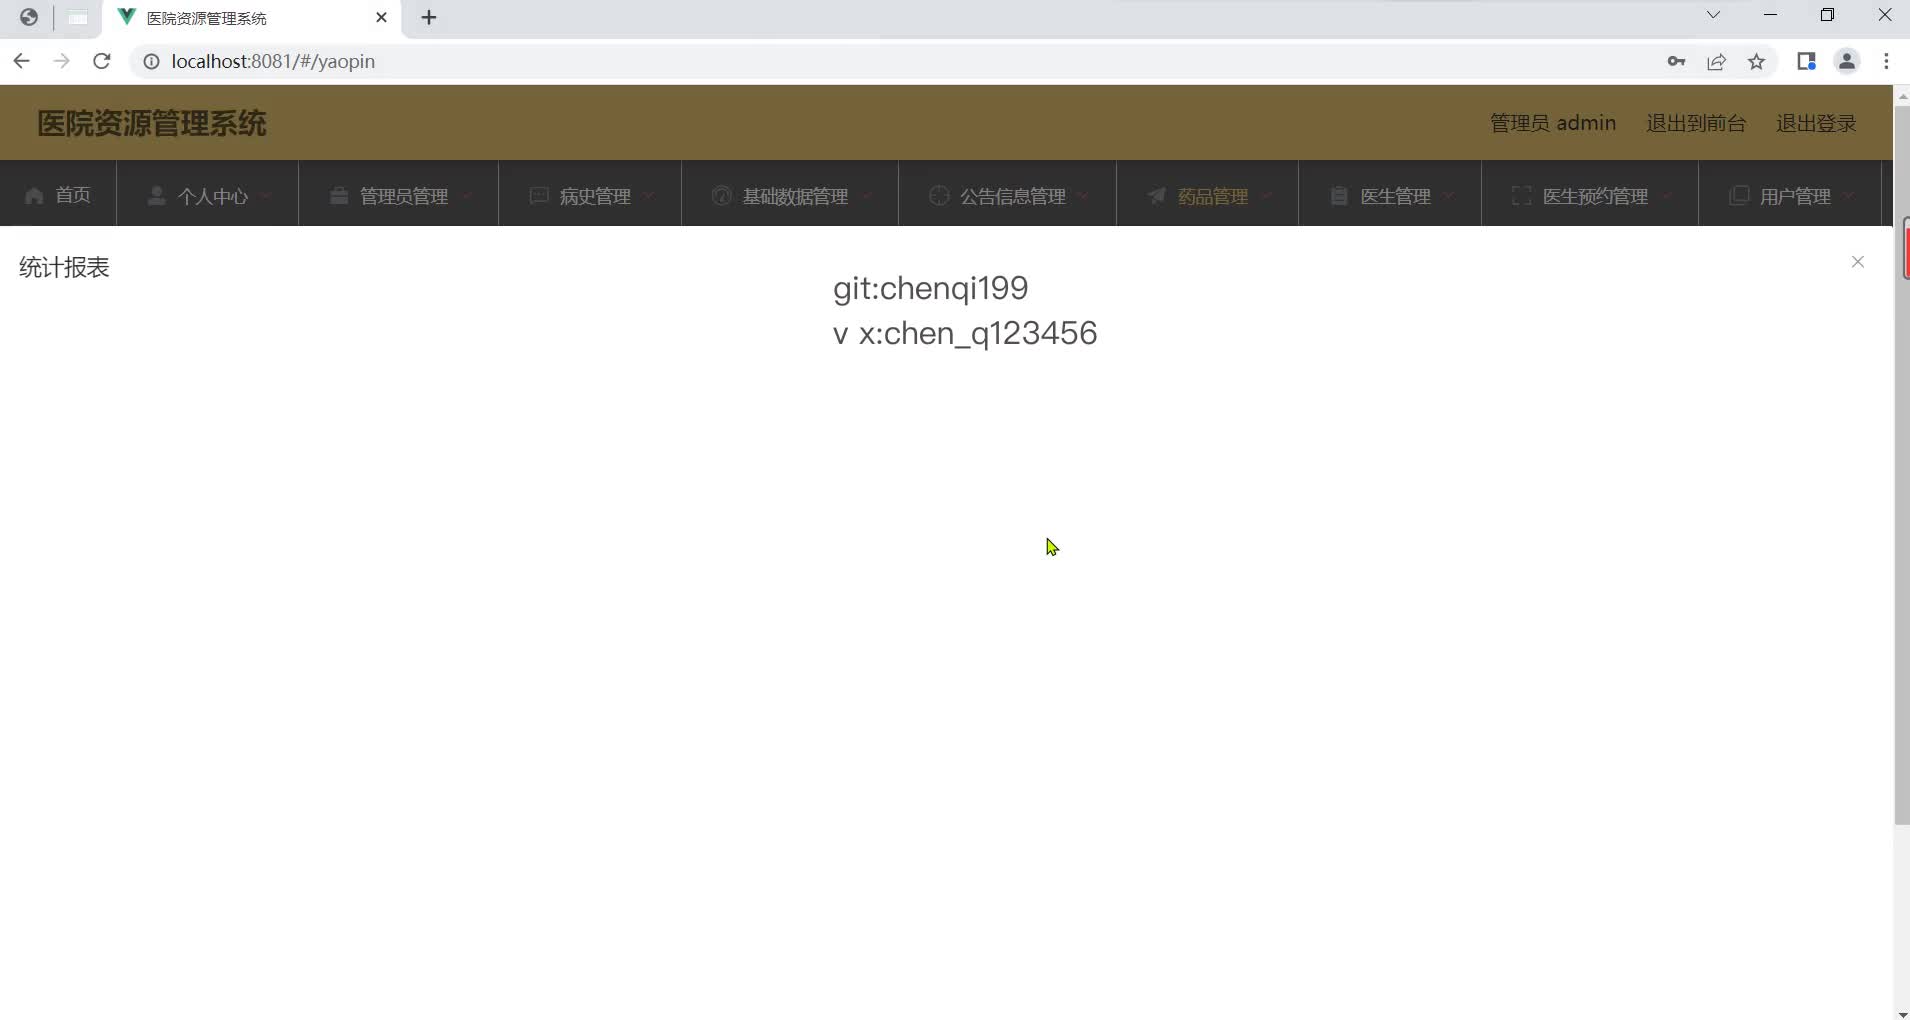 医院资源管理系统
localhost:8081/#/yaopin
医院资源管理系统
管理员 admin
退出到前台
退出登录
首页
个人中心
管理员管理
病史管理
基础数据管理
公告信息管理
药品管理
医生管理
医生预约管理
用户管理
统计报表
git:chenqi199
v x:chen_q123456